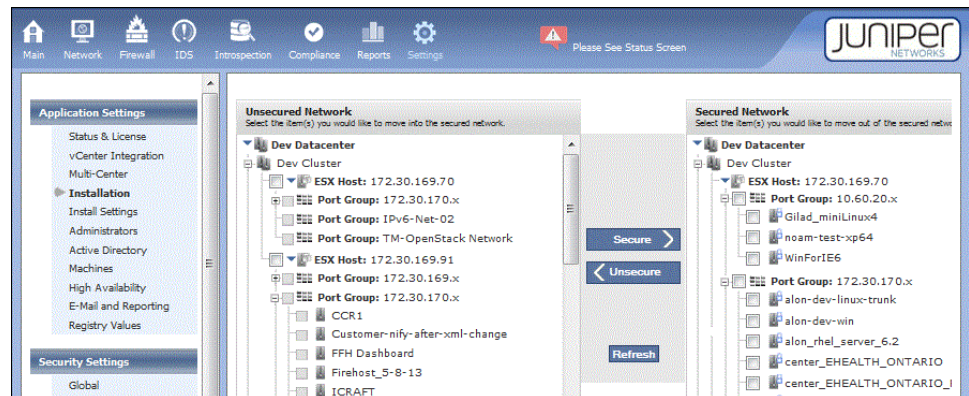 Main
Network
Firewall
IDS
Introspection
Compliance
Reports
Settings
Please See Status Screen
JUNIPER
NETWORKS
Application Settings
Status & License
vCenter Integration
Multi-Center
Installation
Install Settings
Administrators
Active Directory
Machines
High Availability
E-Mail and Reporting
Registry Values
Security Settings
Global
Unsecured Network
Select the item(s) you would like to move into the secured network.
Dev Datacenter
Dev Cluster
ESX Host: 172.30.169.70
Port Group: 172.30.170.x
Port Group: IPv6-Net-02
Port Group: TM-OpenStack Network
ESX Host: 172.30.169.91
Port Group: 172.30.169.x
Port Group: 172.30.170.x
CCR1
Customer-nify-after-xml-change
FFH Dashboard
Firehost_5-8-13
ICRAFT
Secure
Unsecure
Refresh
Secured Network
Select the item(s) you would like to move out of the secured netwo
Dev Datacenter
Dev Cluster
ESX Host: 172.30.169.70
Port Group: 10.60.20.x
Gilad_miniLinux4
noam-test-xp64
WinForIE6
Port Group: 172.30.170.x
alon-dev-linux-trunk
alon-dev-win
alon_rhel_server_6.2
center_EHEALTH_ONTARIO
center_EHEALTH_ONTARIO_